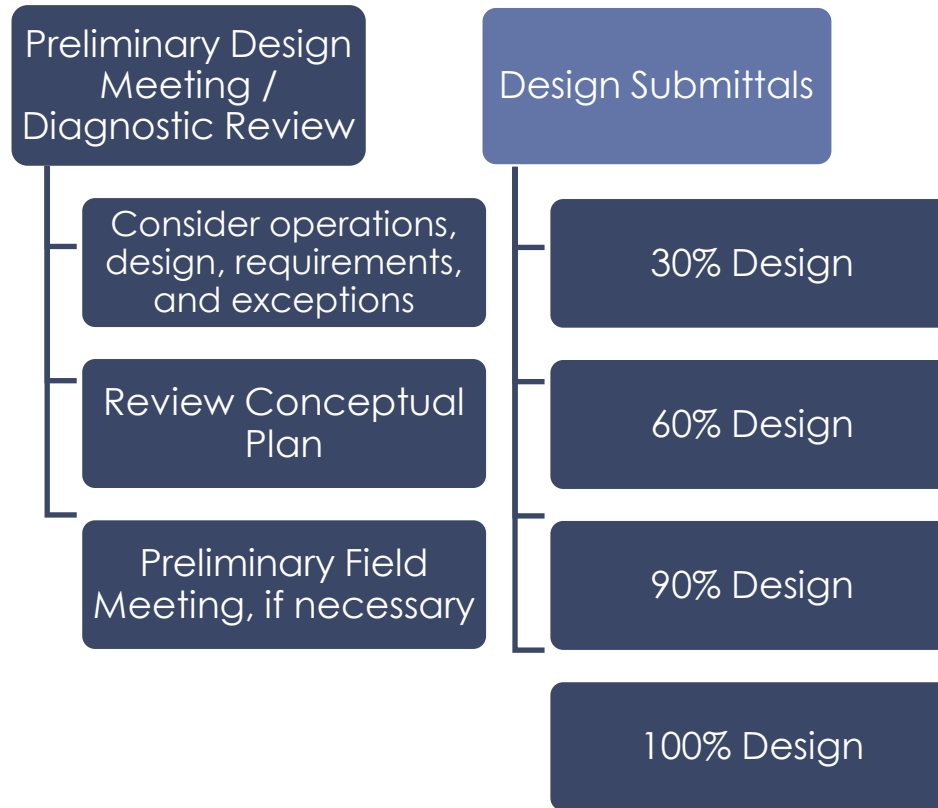 Preliminary Design
Meeting /
Diagnostic Review
Consider operations,
design, requirements,
and exceptions
Review Conceptual
Plan
Preliminary Field
Meeting, if necessary
Design Submittals
30% Design
60% Design
90% Design
100% Design